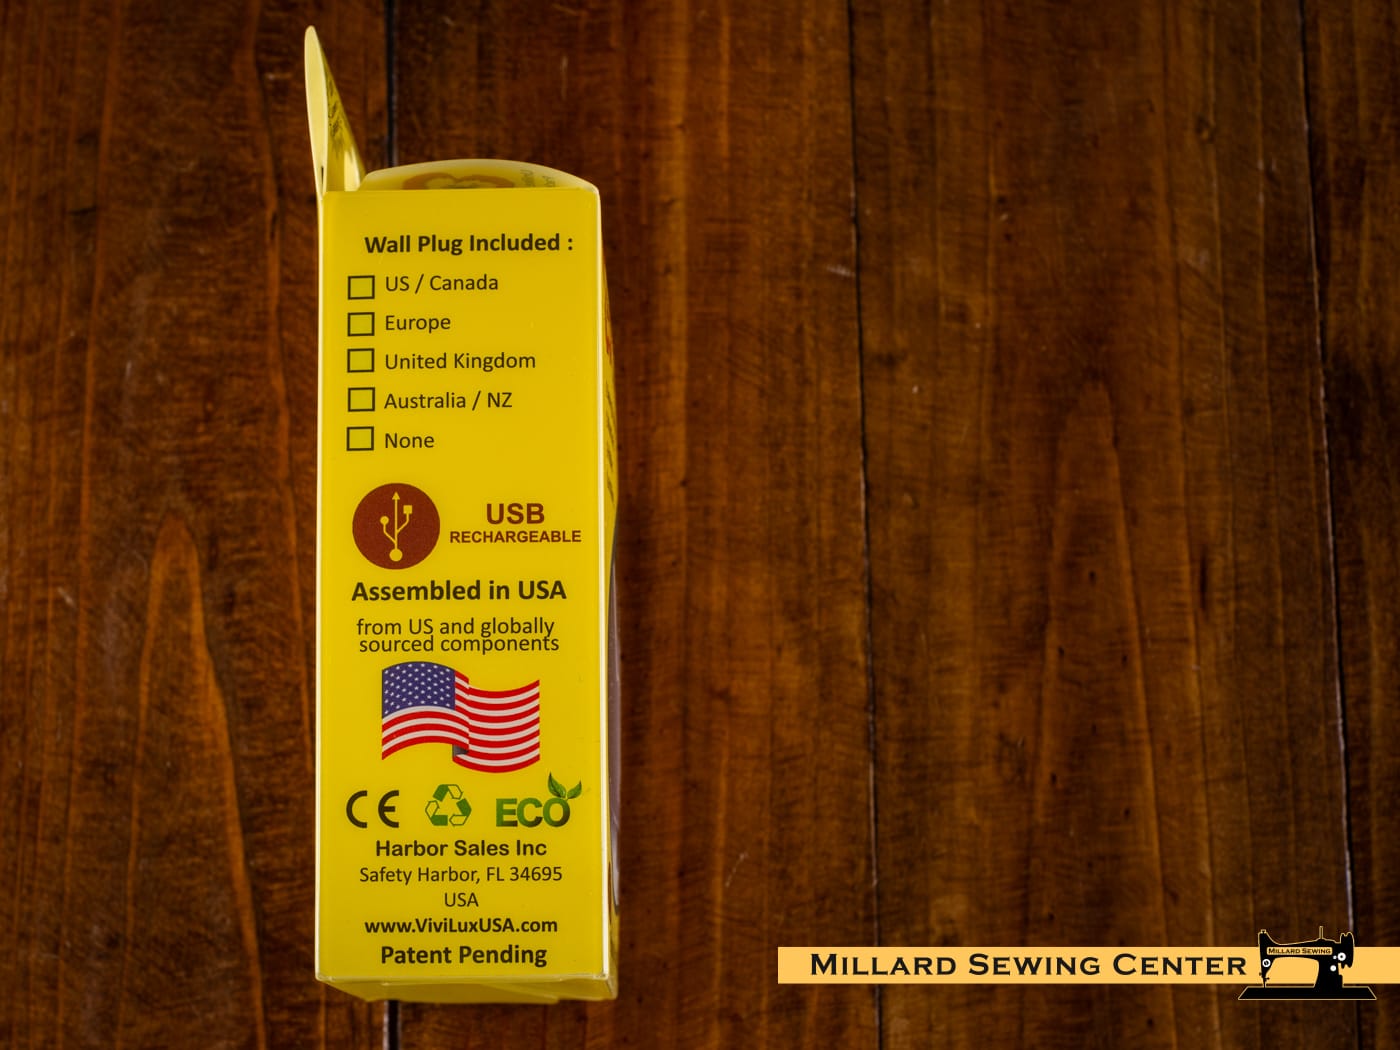 Wall Plug Included :
US / Canada
Europe
United Kingdom
Australia / NZ
None
USB
RECHARGEABLE
Assembled in USA
from US and globally
sourced components
CE
ECO
Harbor Sales Inc
Safety Harbor, FL 34695
USA
www.ViviLuxUSA.com
Patent Pending
MILLARD SEWING CENTER
MILLARD SEWING